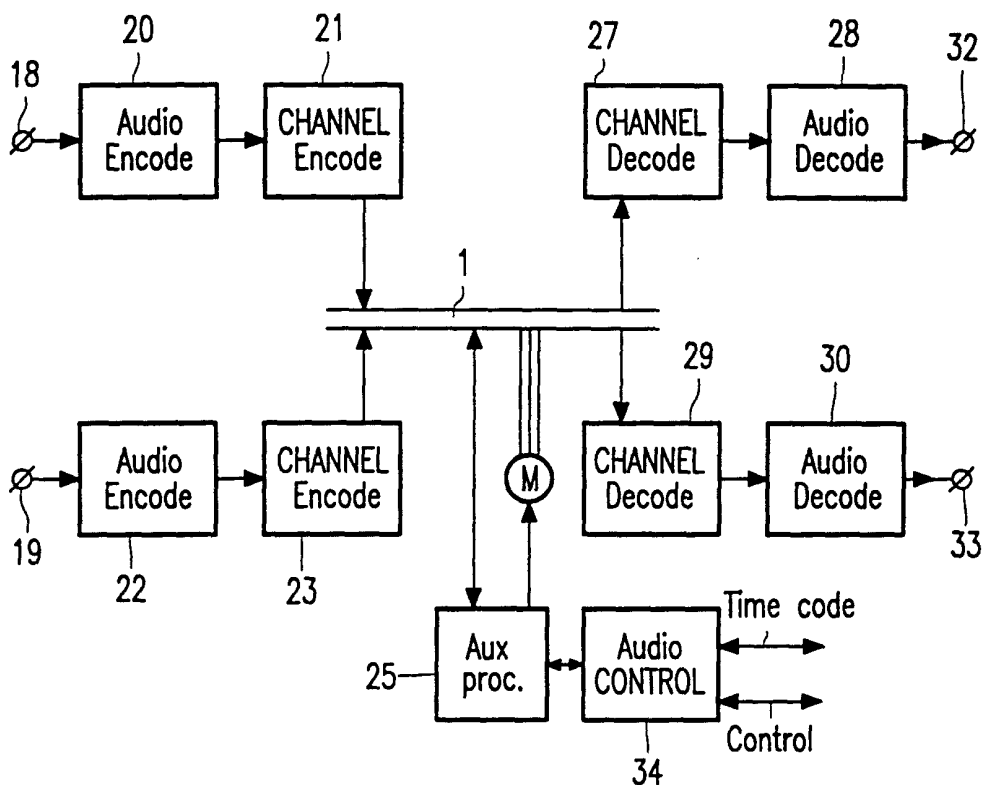 20
21
27
28
32
18
Audio
Encode
CHANNEL
Encode
CHANNEL
Decode
Audio
Decode
1
29
30
Audio
Encode
CHANNEL
Encode
M
CHANNEL
Decode
Audio
Decode
19
22
23
33
25
Aux
proc.
Audio
CONTROL
Time code
Control
34